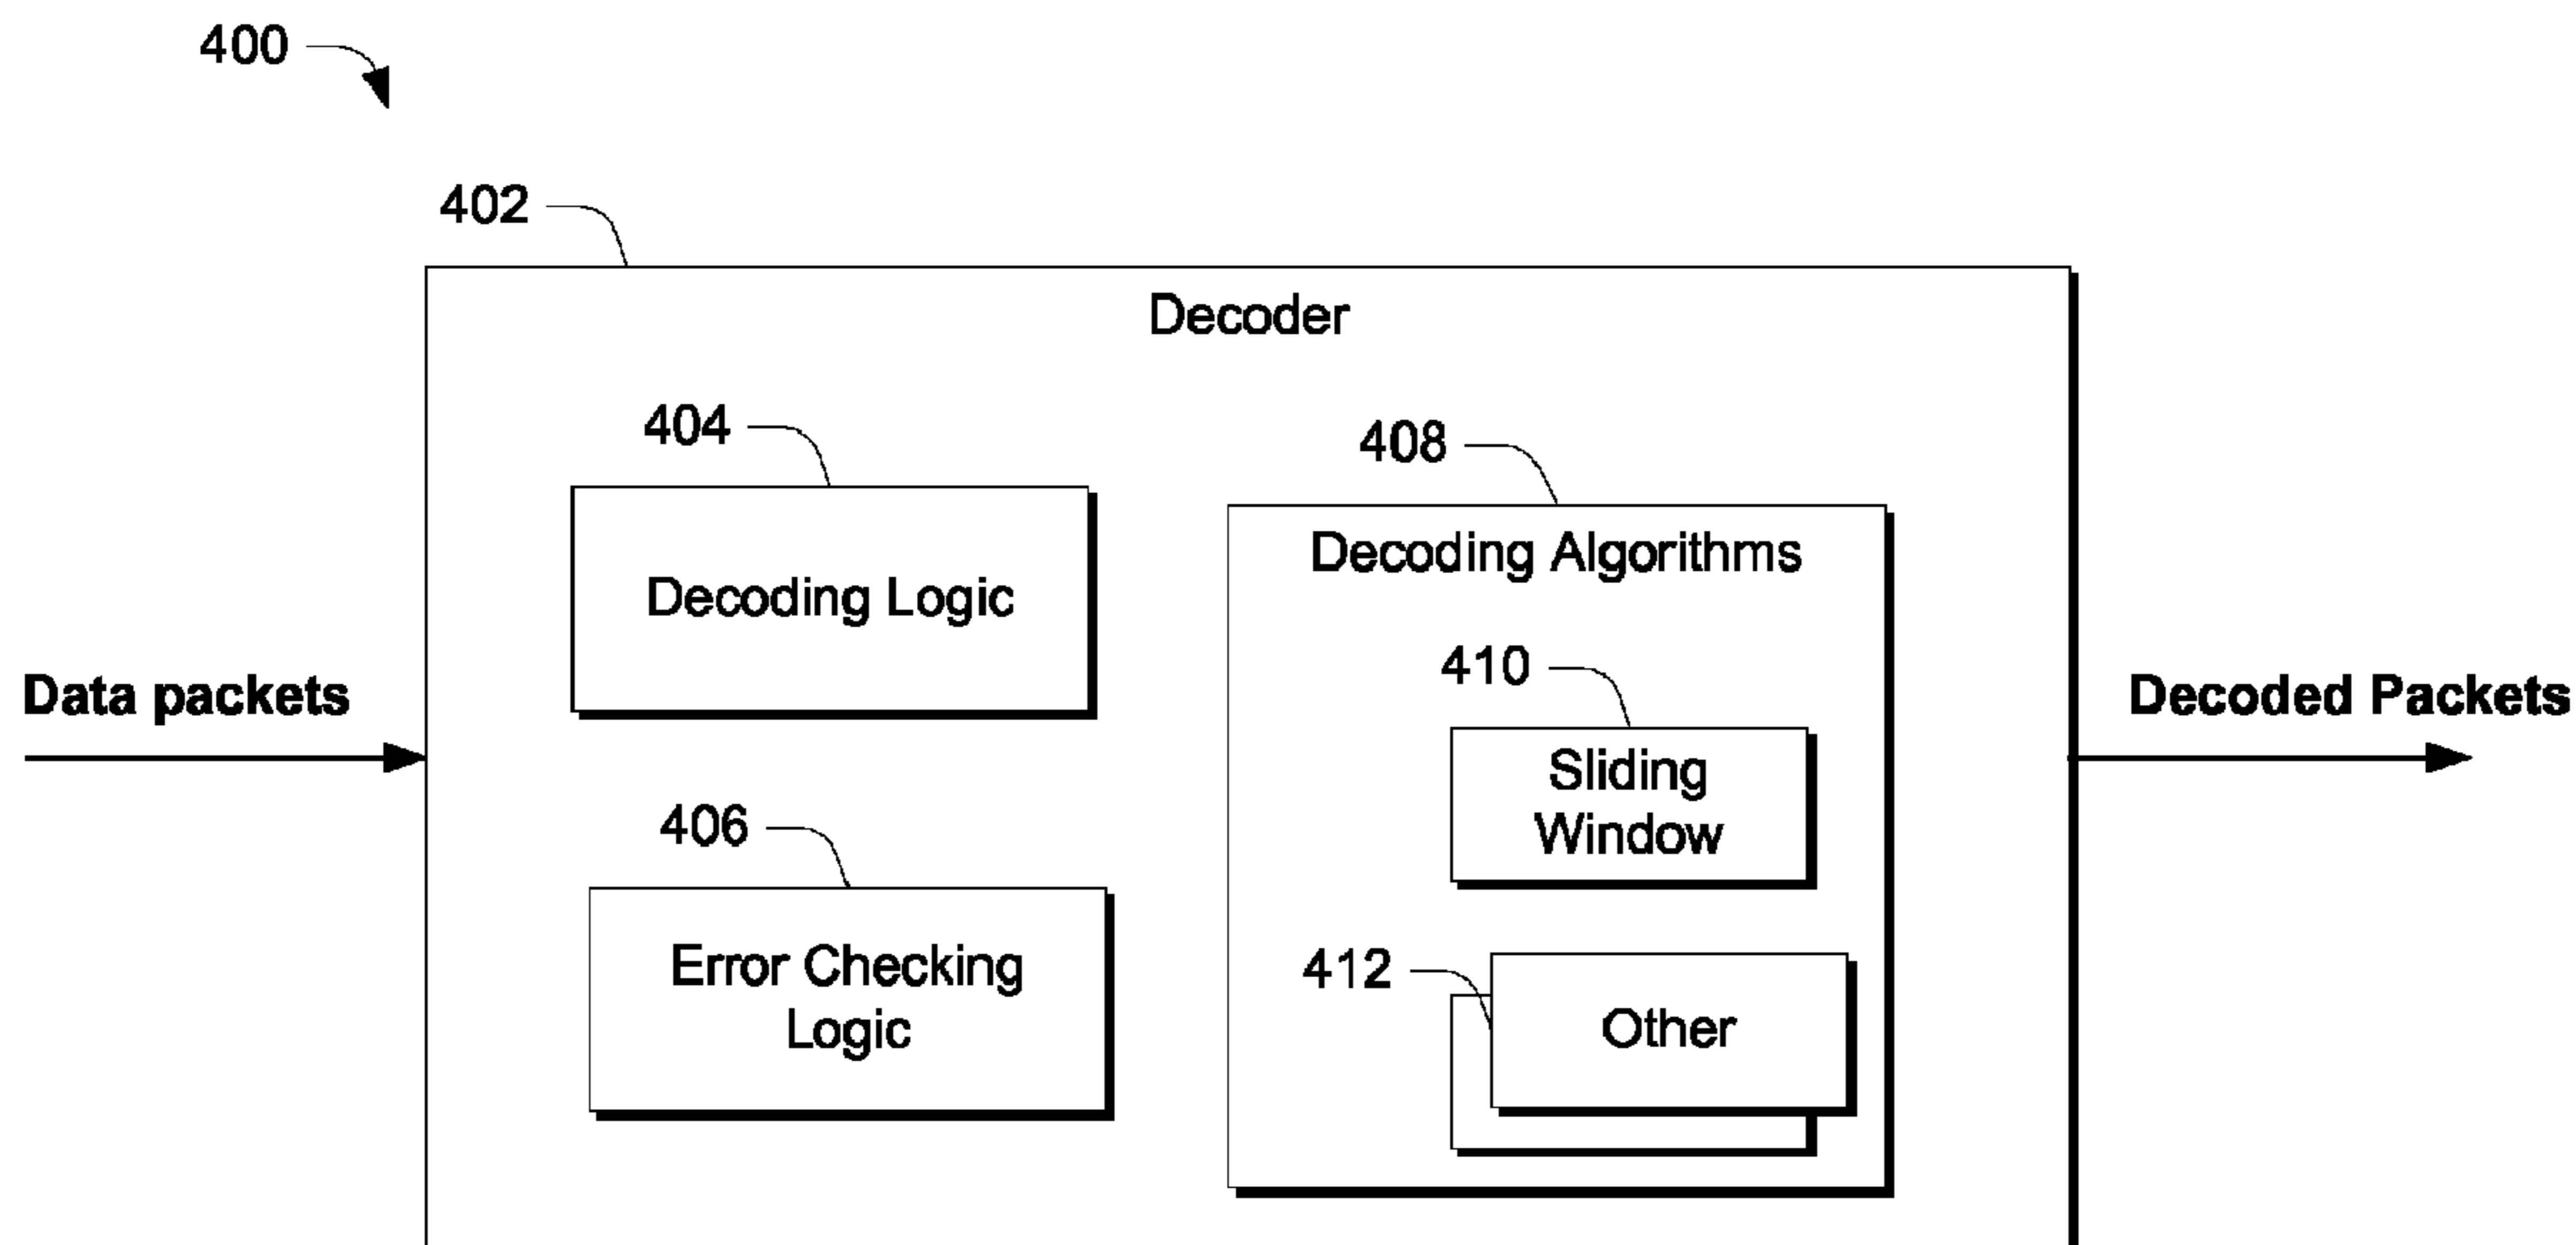 400
402
Decoder
404
408
Decoding Algorithms
Decoding Logic
410
Data packets
Sliding
Window
Decoded Packets
406
Error Checking
Logic
412
Other